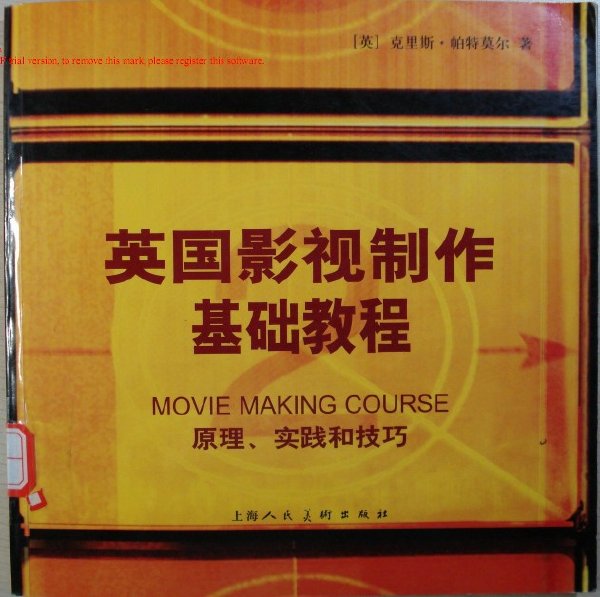 [英] 克里斯·帕特莫尔 著
trial version, to remove this mark, please register this software.
英国影视制作
基础教程
MOVIE MAKING COURSE
原理、实践和技巧
上海人民美術出版社